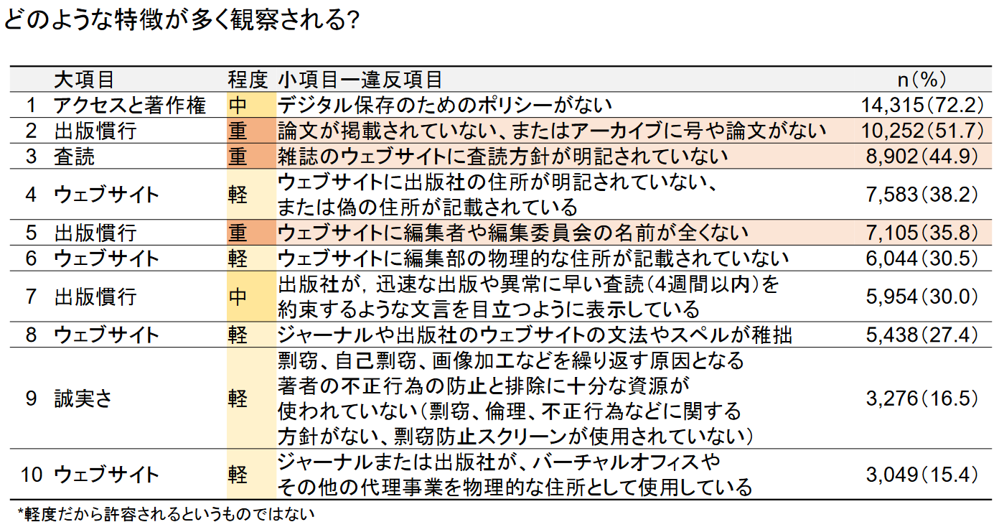 どのような特徴が多く観察される?
大項目 程度 小項目ー違反項目 n(%)
1 アクセスと著作権 中 デジタル保存のためのポリシーがない 14,315(72.2)
2 出版慣行 重 論文が掲載されていない、またはアーカイブに号や論文がない 10,252(51.7)
3 査読 重 雑誌のウェブサイトに査読方針が明記されていない 8,902(44.9)
4 ウェブサイト 軽 ウェブサイトに出版社の住所が明記されていない、
または偽の住所が記載されている 7,583(38.2)
5 出版慣行 重 ウェブサイトに編集者や編集委員会の名前が全くない 7,105(35.8)
6 ウェブサイト 軽 ウェブサイトに編集部の物理的な住所が記載されていない 6,044(30.5)
7 出版慣行 中 出版社が,迅速な出版や異常に早い査読(4週間以内)を
約束するような文言を目立つように表示している 5,954(30.0)
8 ウェブサイト 軽 ジャーナルや出版社のウェブサイトの文法やスペルが稚拙 5,438(27.4)
9 誠実さ 軽 剽窃、自己剽窃、画像加工などを繰り返す原因となる
著者の不正行為の防止と排除に十分な資源が
使われていない(剽窃、倫理、不正行為などに関する
方針がない、剽窃防止スクリーンが使用されていない) 3,276(16.5)
10 ウェブサイト 軽 ジャーナルまたは出版社が、バーチャルオフィスや
その他の代理事業を物理的な住所として使用している 3,049(15.4)
*軽度だから許容されるというものではない